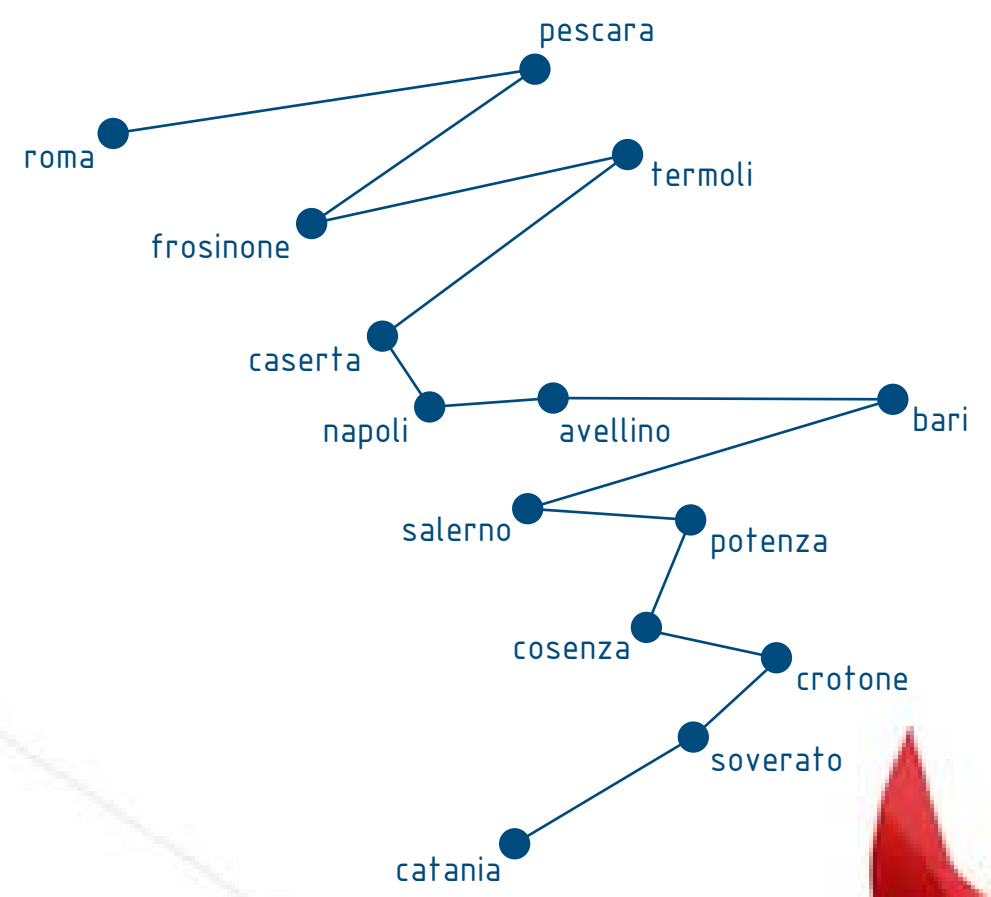 pescara
roma
termoli
frosinone
caserta
napoli
avellino
bari
salerno
potenza
cosenza
crotone
soverato
catania